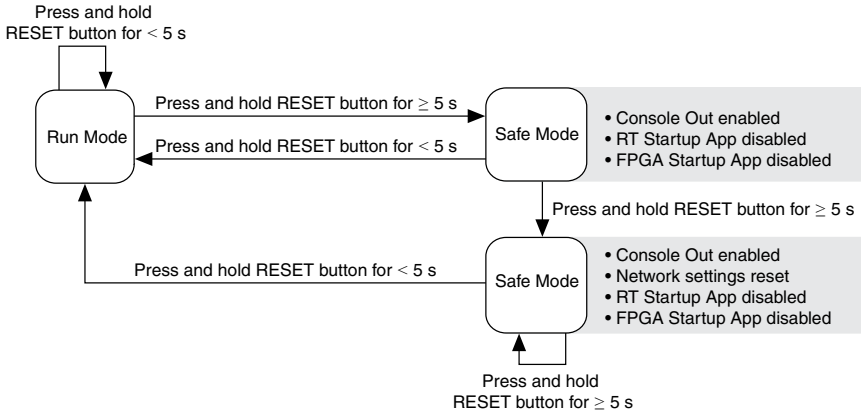 Press and hold
RESET button for < 5 s
Run Mode
Press and hold RESET button for ≥ 5 s
Press and hold RESET button for < 5 s
Safe Mode
• Console Out enabled
• RT Startup App disabled
• FPGA Startup App disabled
Press and hold RESET button for ≥ 5 s
Press and hold RESET button for < 5 s
Safe Mode
• Console Out enabled
• Network settings reset
• RT Startup App disabled
• FPGA Startup App disabled
Press and hold
RESET button for ≥ 5 s